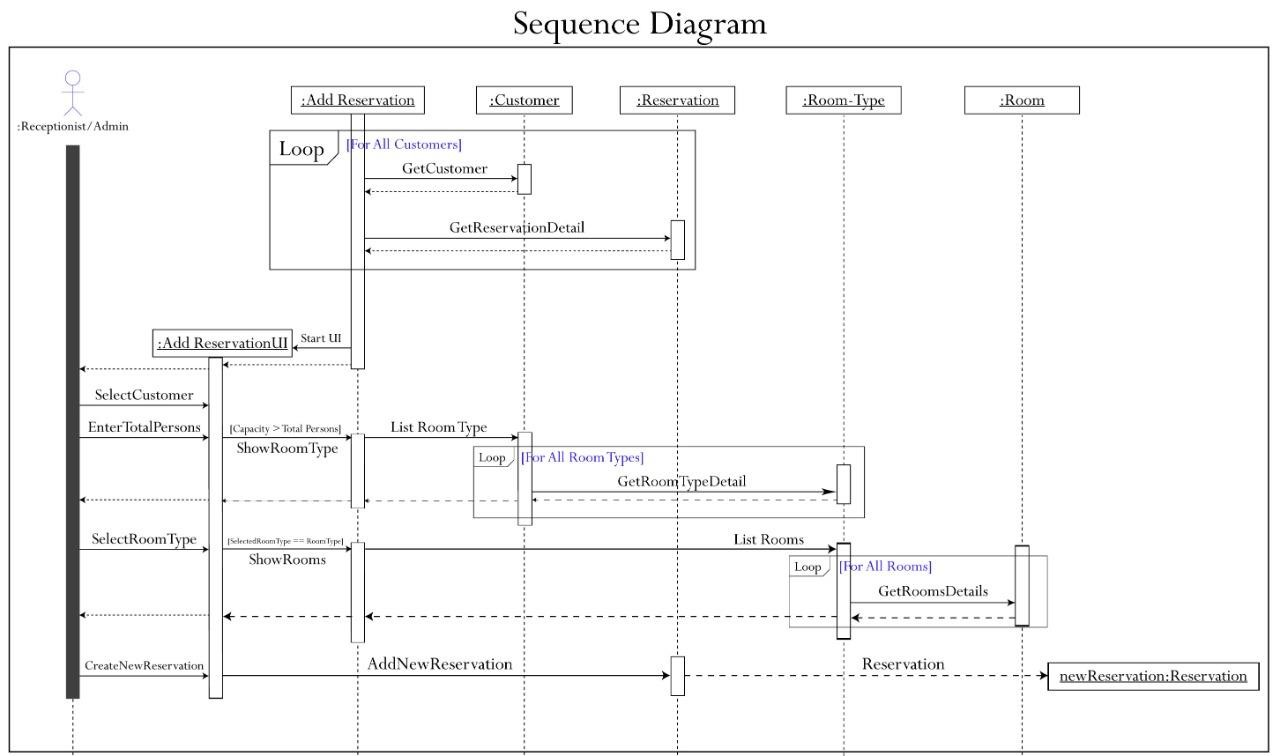 Sequence Diagram
:Receptionist/Admin
:Add Reservation
:Customer
:Reservation
:Room-Type
:Room
Loop
[For All Customers]
GetCustomer
GetReservationDetail
:Add ReservationUI
Start UI
SelectCustomer
EnterTotalPersons
[Capacity > Total Persons]
ShowRoomType
List Room Type
Loop
[For All Room Types]
GetRoomTypeDetail
SelectRoomType
[SelectedRoomType == RoomType]
ShowRooms
List Rooms
Loop
[For All Rooms]
GetRoomsDetails
CreateNewReservation
AddNewReservation
Reservation
newReservation:Reservation